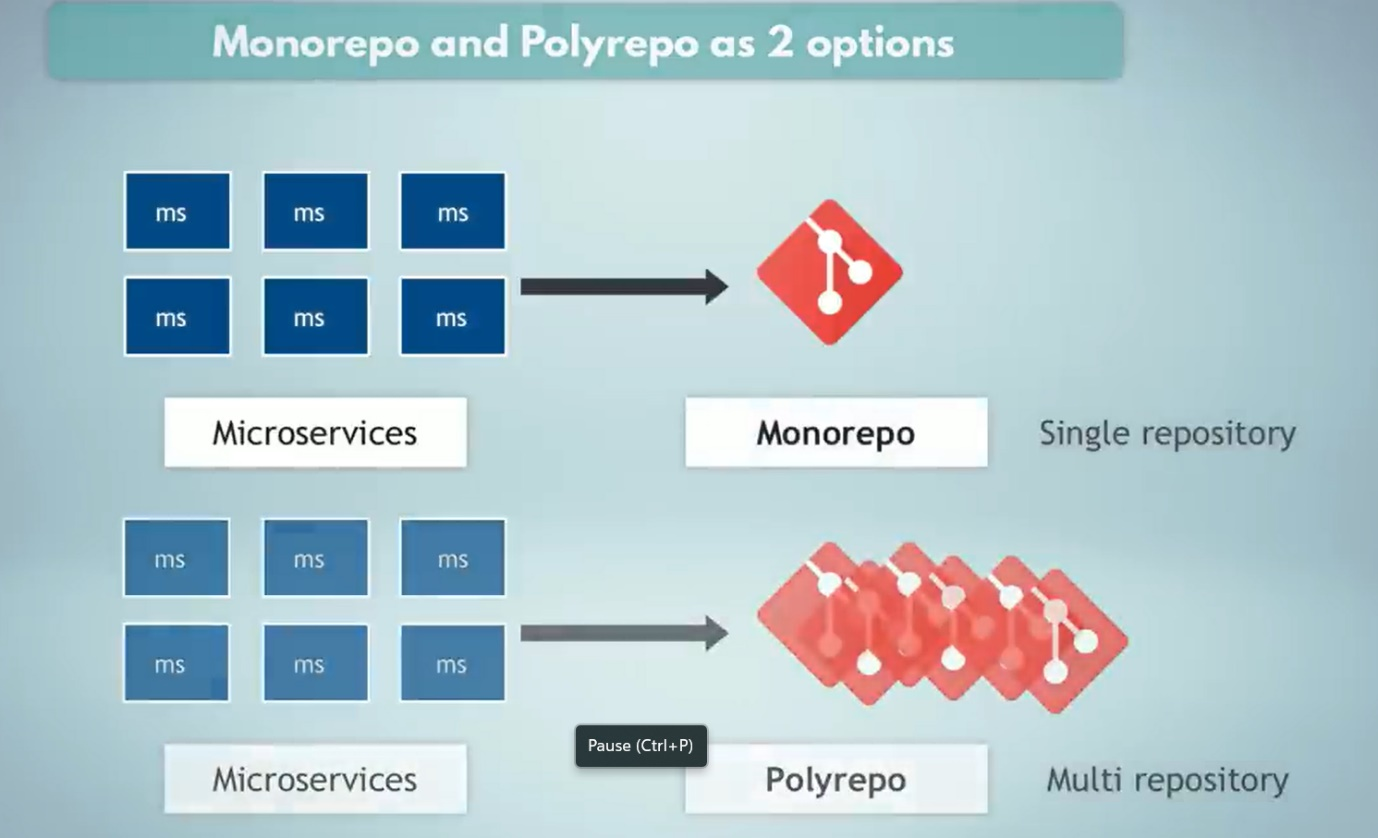 Monorepo and Polyrepo as 2 options
ms ms ms
ms ms ms
Microservices Monorepo Single repository
ms ms ms
ms ms ms
Pause (Ctrl+P)
Microservices Polyrepo Multi repository